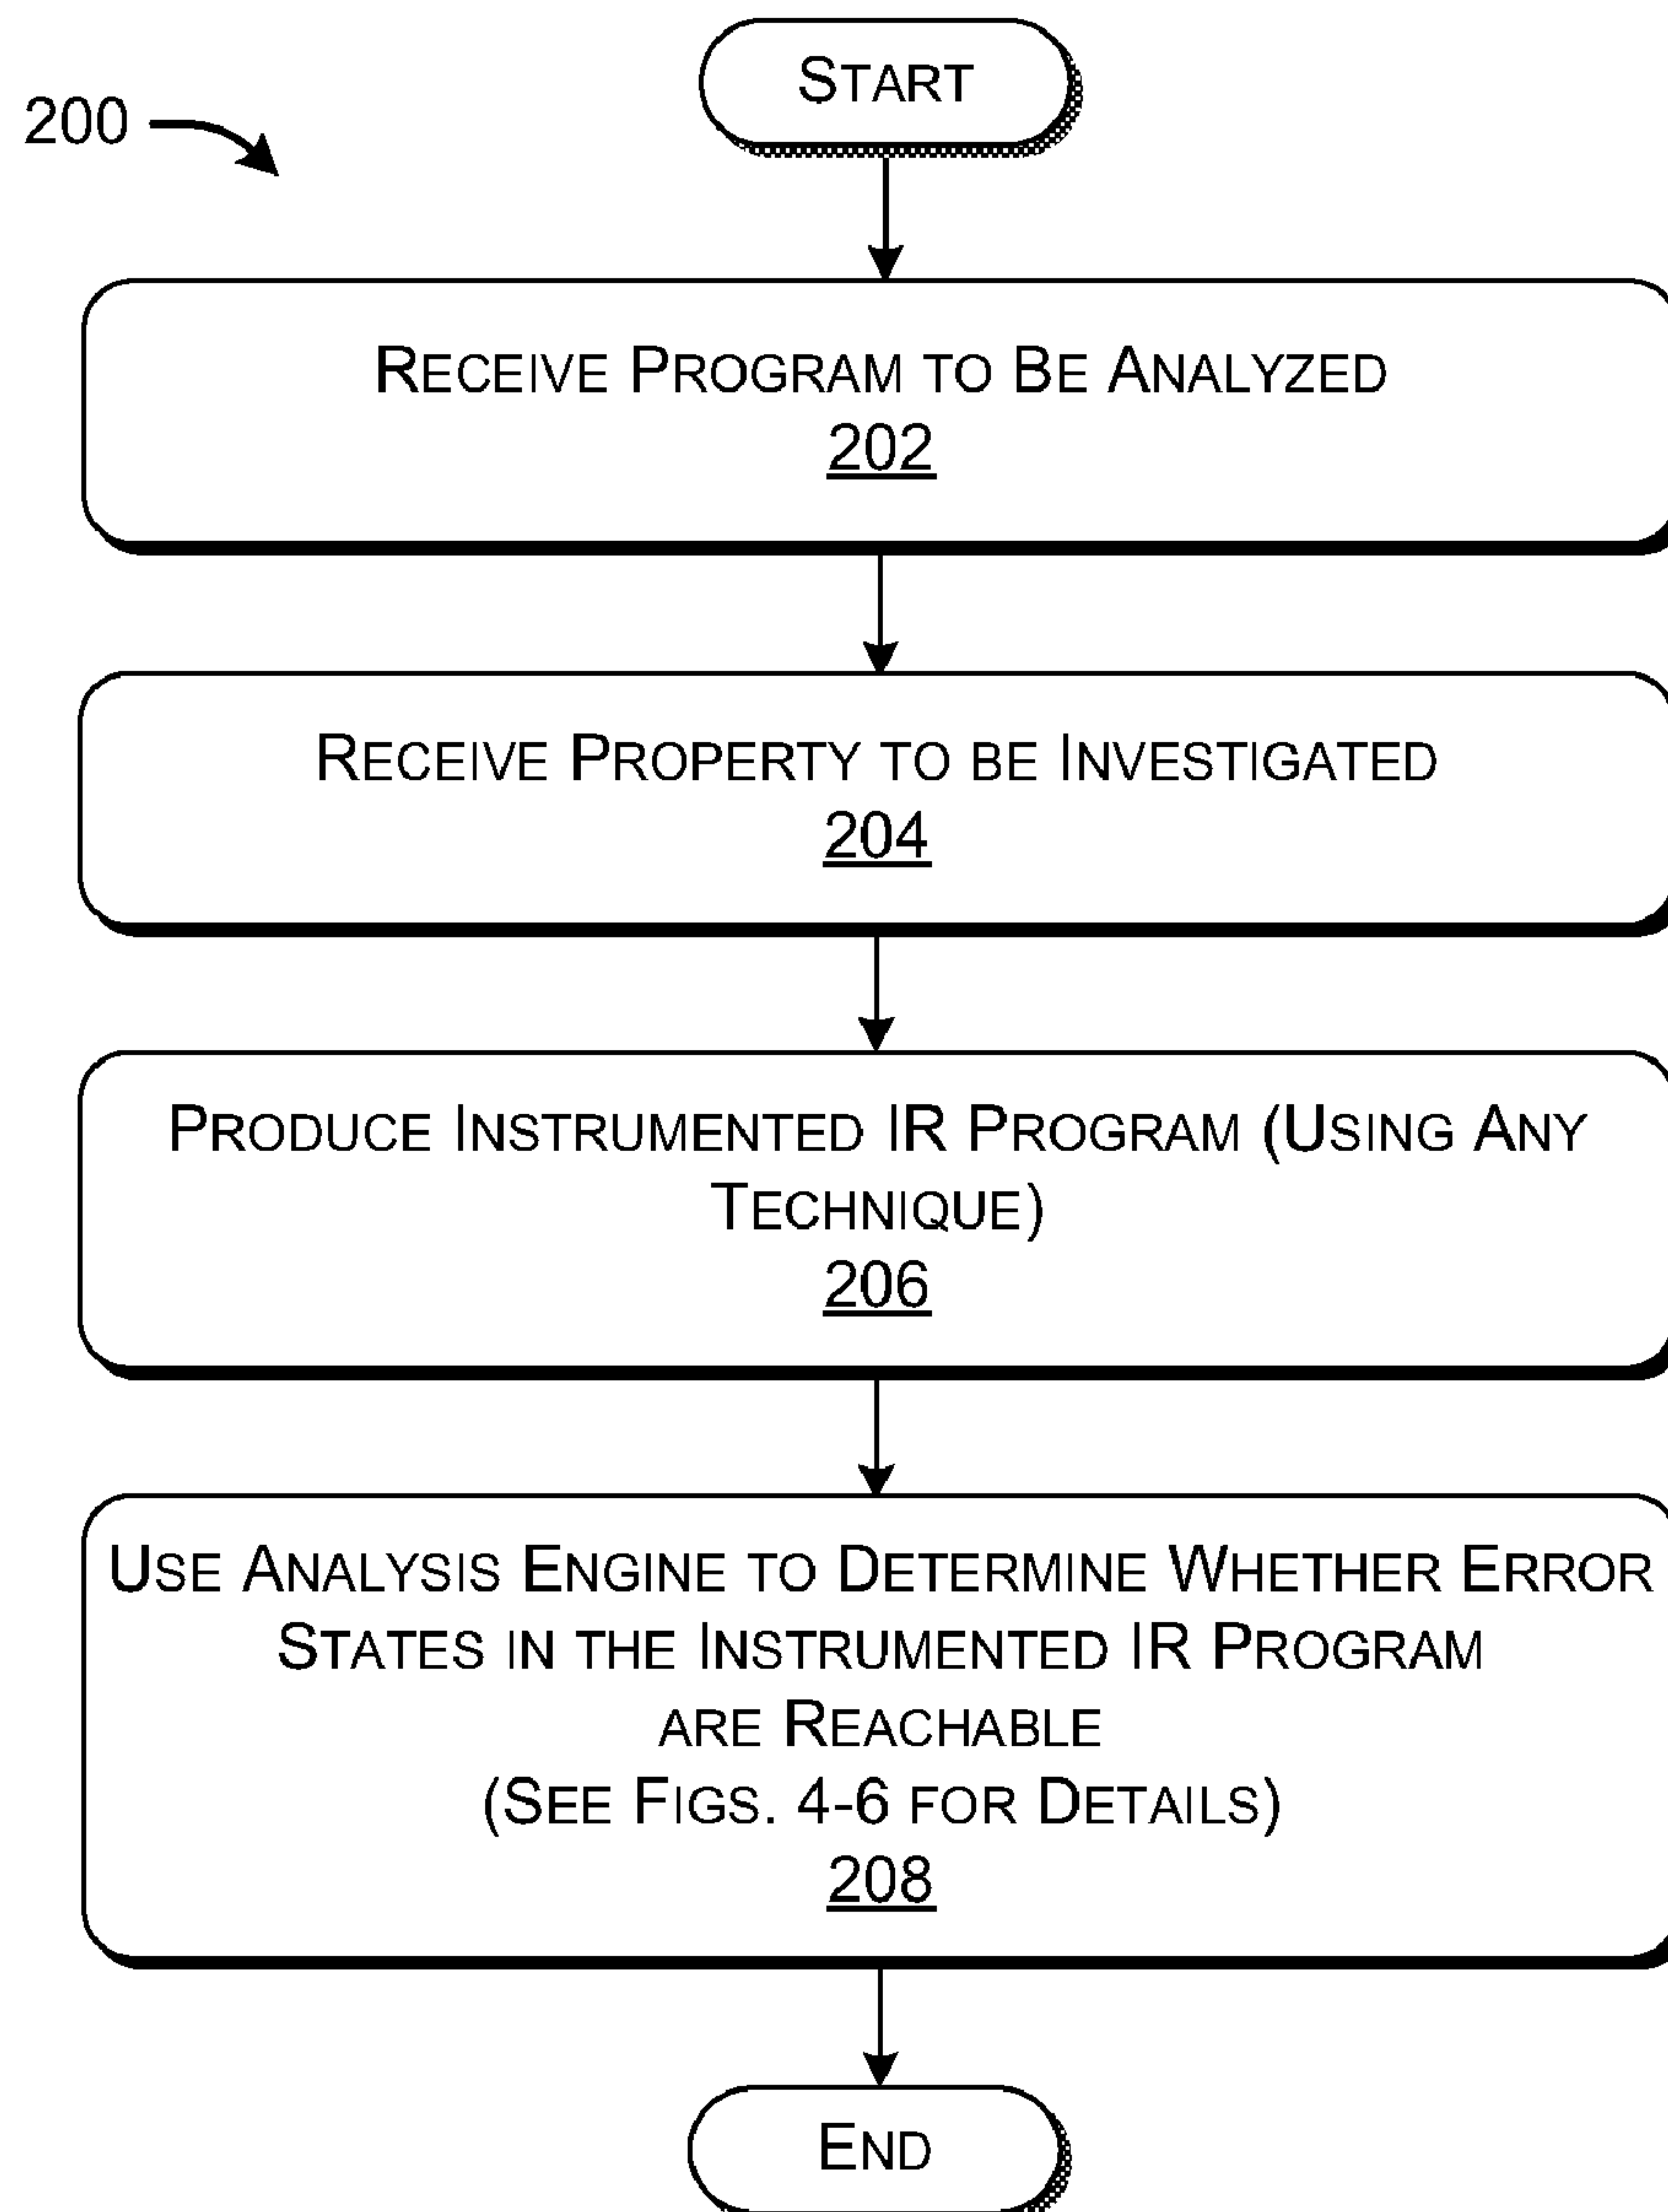 START
200
RECEIVE PROGRAM TO BE ANALYZED
202
RECEIVE PROPERTY TO BE INVESTIGATED
204
PRODUCE INSTRUMENTED IR PROGRAM (USING ANY
TECHNIQUE)
206
USE ANALYSIS ENGINE TO DETERMINE WHETHER ERROR
STATES IN THE INSTRUMENTED IR PROGRAM
ARE REACHABLE
(SEE FIGS. 4-6 FOR DETAILS)
208
END